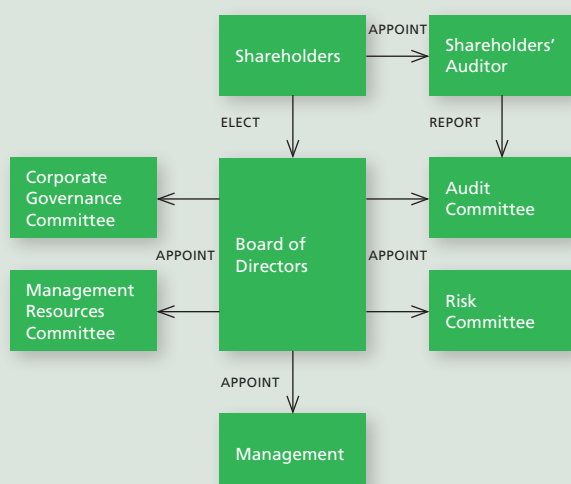 APPOINT
Shareholders
Shareholders'
Auditor
ELECT
REPORT
Corporate
Governance
Committee
Board of
Directors
Audit
Committee
APPOINT
APPOINT
Management
Resources
Committee
Risk
Committee
APPOINT
Management